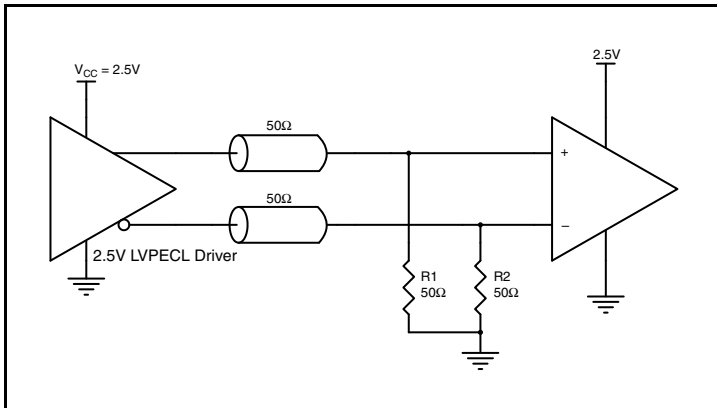 V_CC = 2.5V
2.5V
50Ω
50Ω
+
–
2.5V LVPECL Driver
R1
50Ω
R2
50Ω